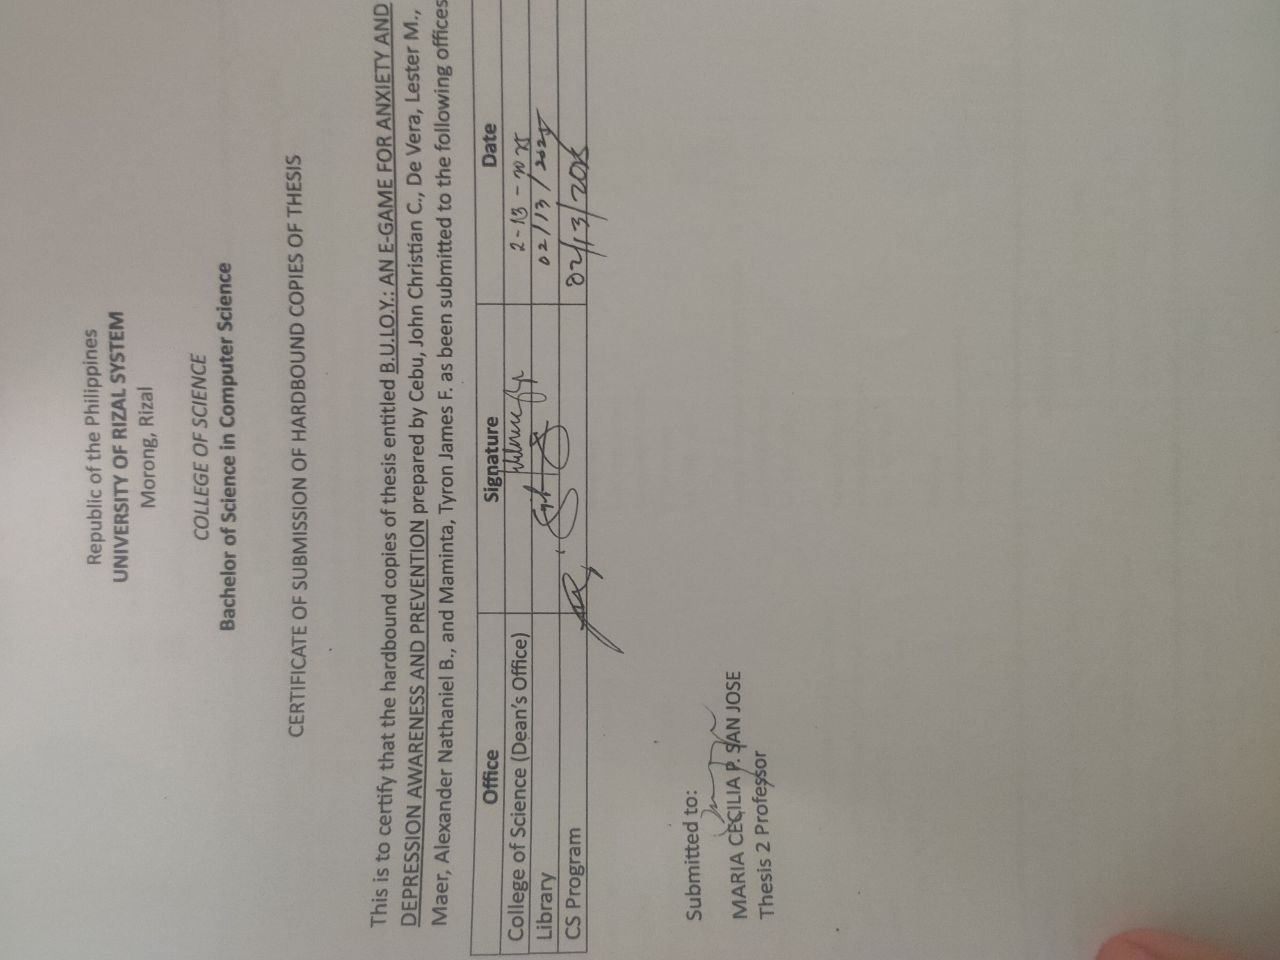 Republic of the Philippines
UNIVERSITY OF RIZAL SYSTEM
Morong, Rizal
COLLEGE OF SCIENCE
Bachelor of Science in Computer Science
CERTIFICATE OF SUBMISSION OF HARDBOUND COPIES OF THESIS
This is to certify that the hardbound copies of thesis entitled B.U.LO.Y.: AN E-GAME FOR ANXIETY AND
DEPRESSION AWARENESS AND PREVENTION prepared by Cebu, John Christian C., De Vera, Lester M.,
Maer, Alexander Nathaniel B., and Maminta, Tyron James F. as been submitted to the following offices
Office Signature Date
College of Science (Dean's Office) 2-13-2025
Library 02/13/2025
CS Program 02/13/2025
Submitted to:
MARIA CECILIA P. SAN JOSE
Thesis 2 Professor